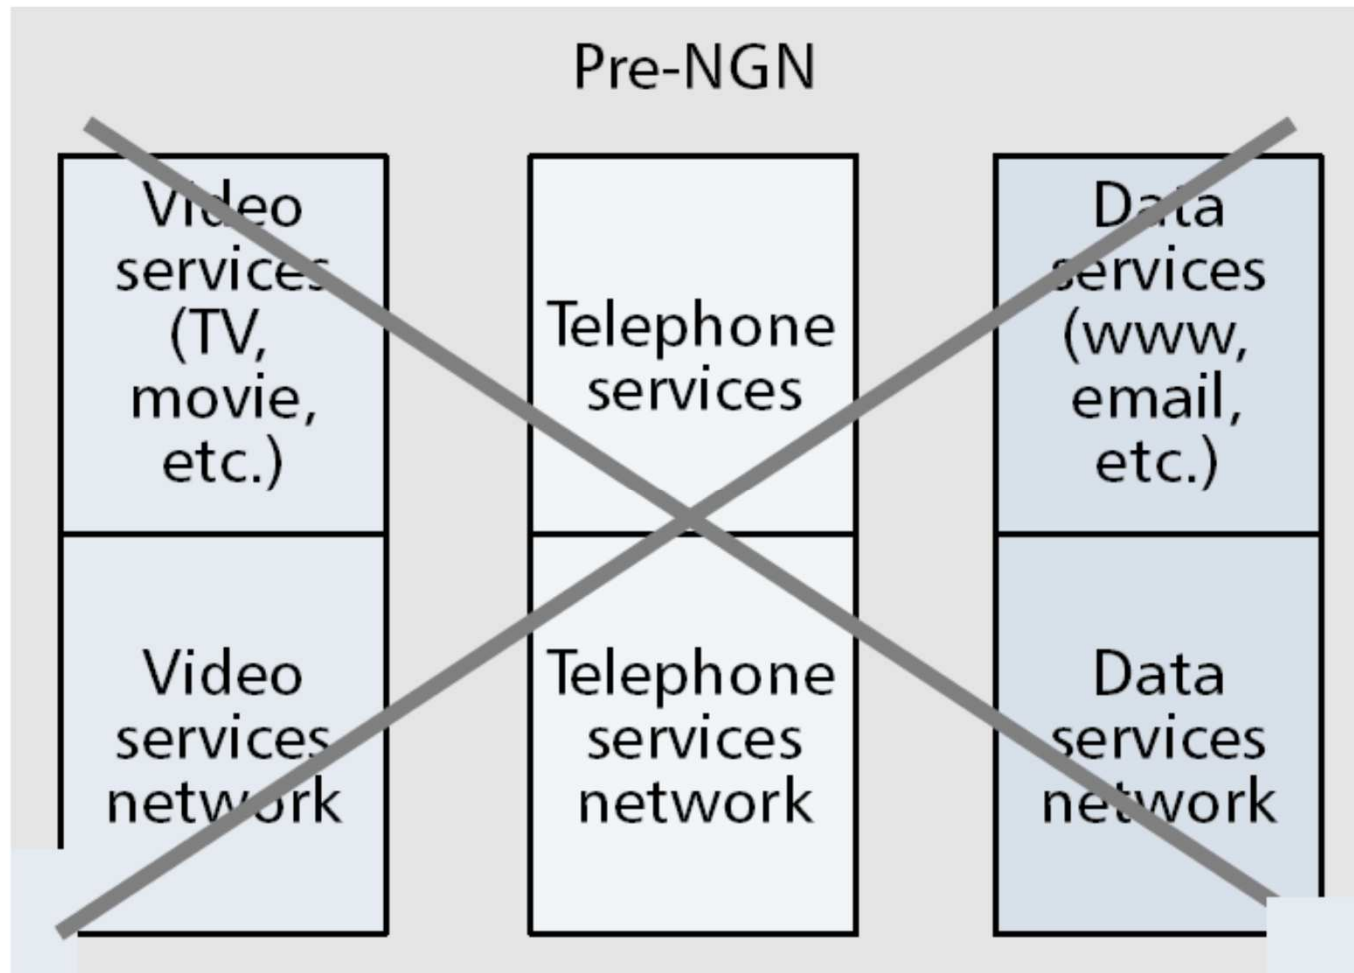 Pre-NGN
Video
services
(TV,
movie,
etc.)
Telephone
services
Data
services
(www,
email,
etc.)
Video
services
network
Telephone
services
network
Data
services
network